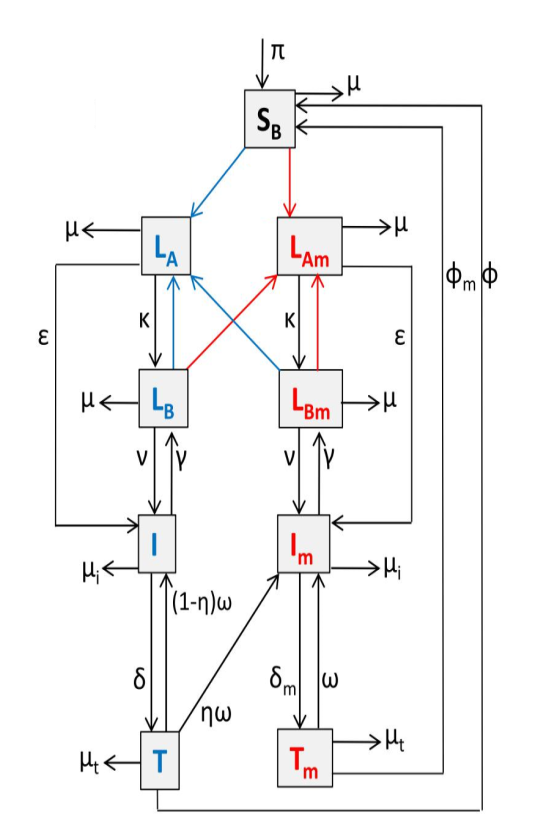 π
μ
S_B
μ L_A L_Am μ
ϕ_m ϕ
ε κ κ ε
μ L_B L_Bm μ
ν γ ν γ
I I_m
μ_i μ_i
(1-η)ω
δ δ_m ω
ηω
μ_t T T_m μ_t